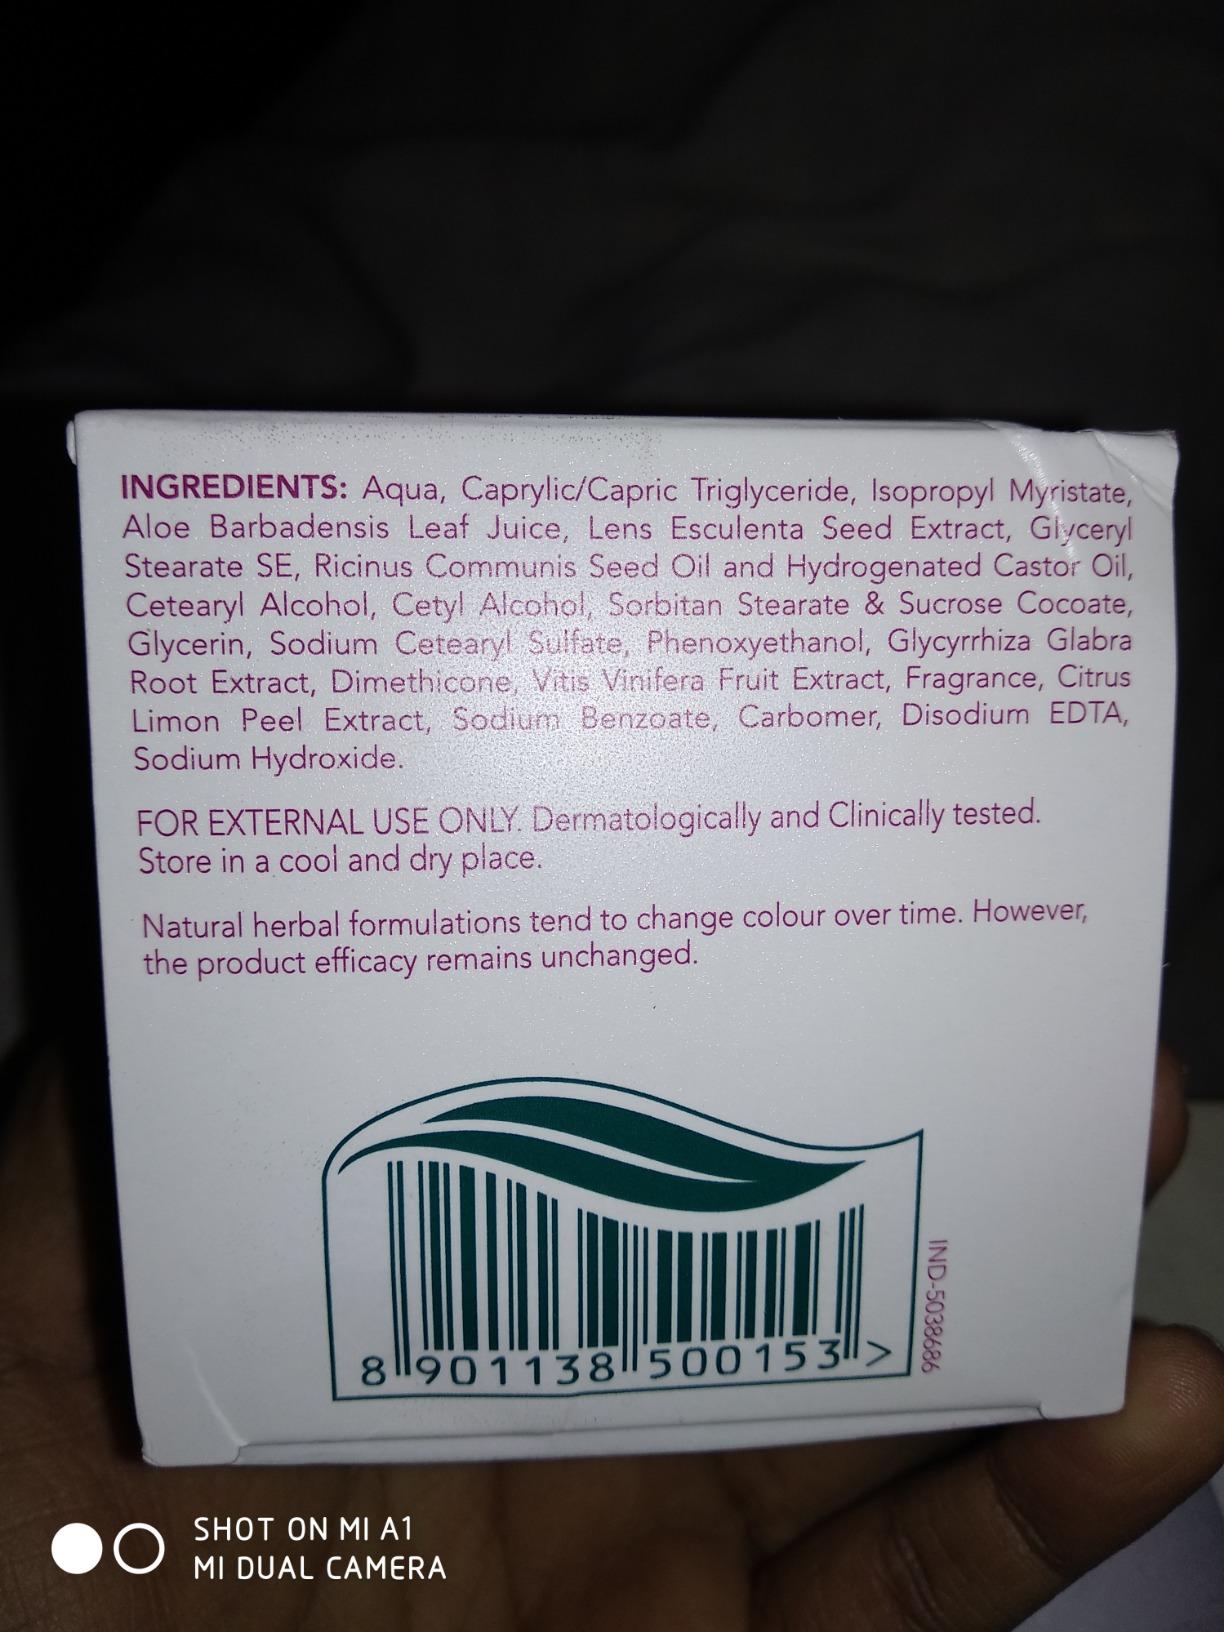 INGREDIENTS: Aqua, Caprylic/Capric Triglyceride, Isopropyl Myristate,
Aloe Barbadensis Leaf Juice, Lens Esculenta Seed Extract, Glyceryl
Stearate SE, Ricinus Communis Seed Oil and Hydrogenated Castor Oil,
Cetearyl Alcohol, Cetyl Alcohol, Sorbitan Stearate & Sucrose Cocoate,
Glycerin, Sodium Cetearyl Sulfate, Phenoxyethanol, Glycyrrhiza Glabra
Root Extract, Dimethicone, Vitis Vinifera Fruit Extract, Fragrance, Citrus
Limon Peel Extract, Sodium Benzoate, Carbomer, Disodium EDTA,
Sodium Hydroxide.
FOR EXTERNAL USE ONLY. Dermatologically and Clinically tested.
Store in a cool and dry place.
Natural herbal formulations tend to change colour over time. However,
the product efficacy remains unchanged.
8 901138 500153 >
IND-5038686
SHOT ON MI A1
MI DUAL CAMERA